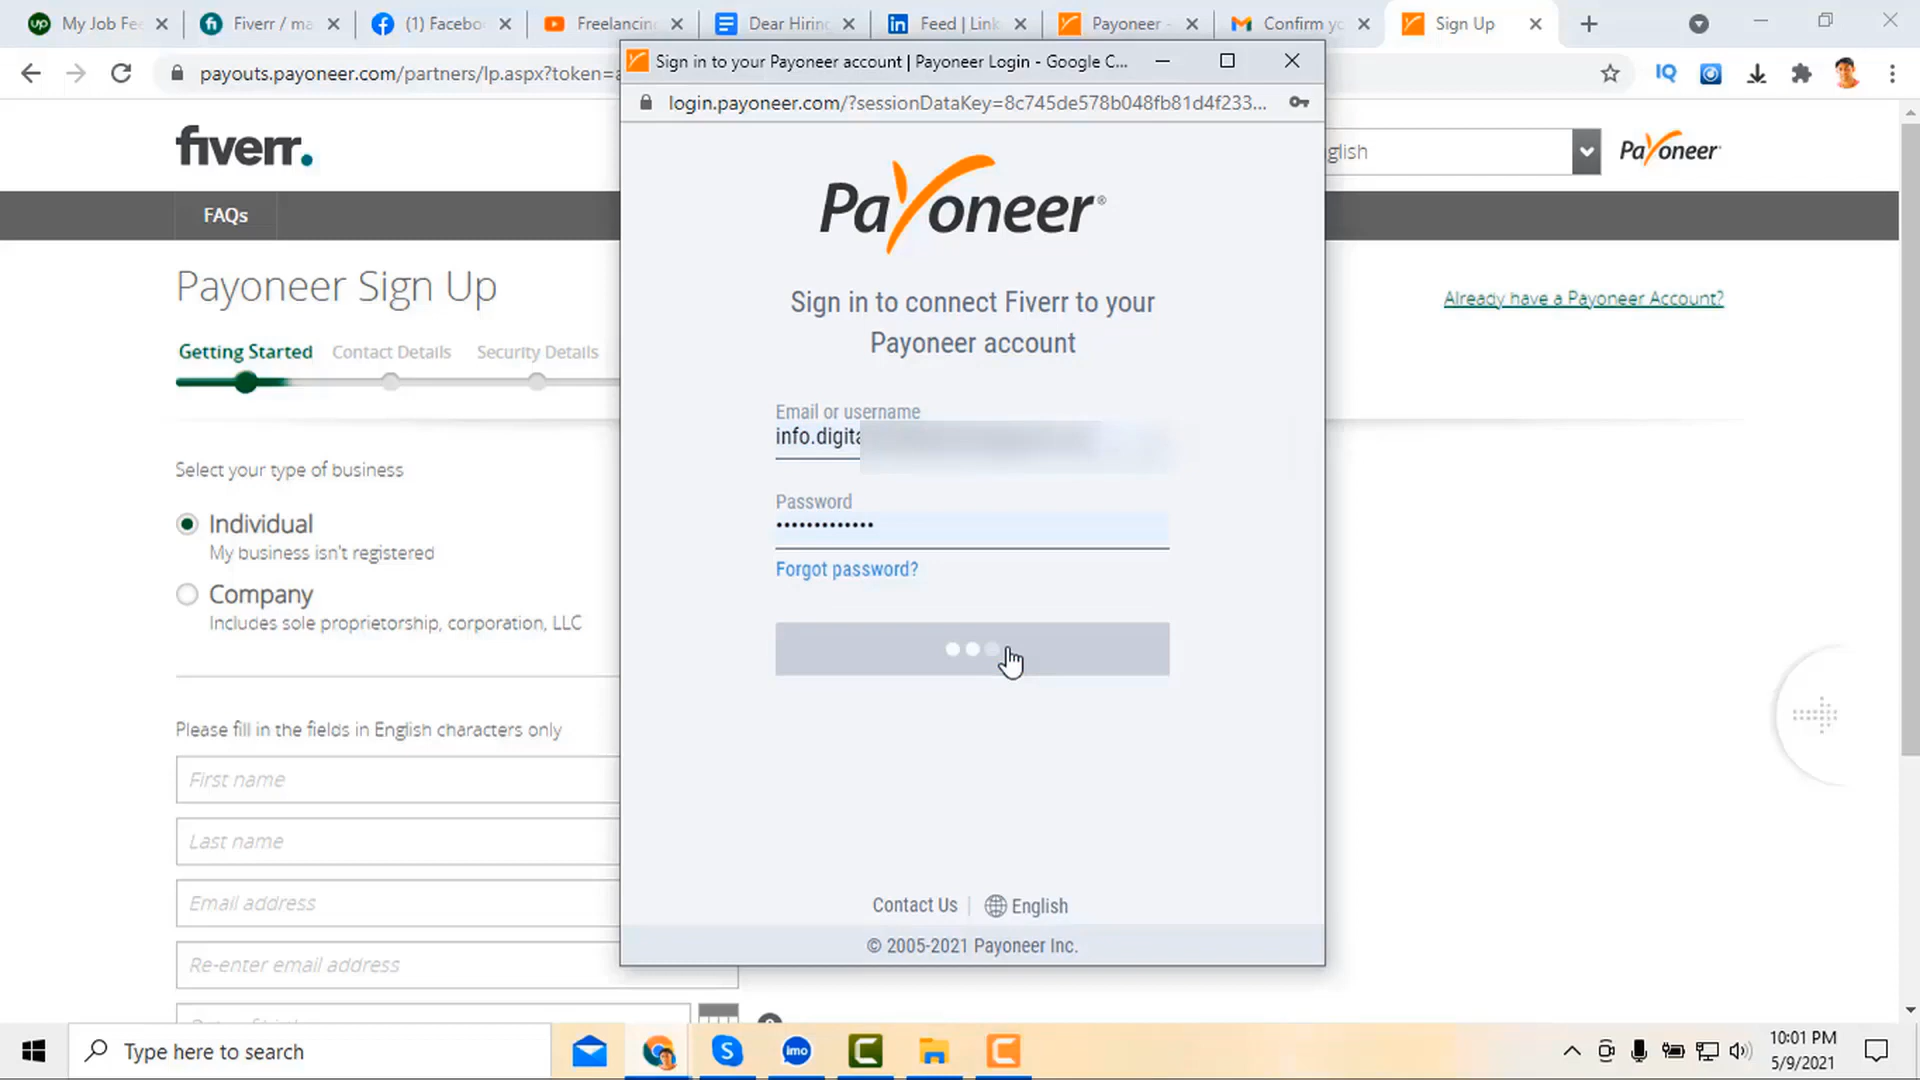 My Job Fee
Fiverr / ma
(1) Facebo
Freelancin
Dear Hirin
Feed | Link
Payoneer -
Confirm yo
Sign Up
payouts.payoneer.com/partners/lp.aspx?token=a
Sign in to your Payoneer account | Payoneer Login - Google C...
login.payoneer.com/?sessionDataKey=8c745de578b048fb81d4f233...
fiverr.
glish
Payoneer
FAQs
Payoneer®
Payoneer Sign Up
Already have a Payoneer Account?
Sign in to connect Fiverr to your
Payoneer account
Getting Started
Contact Details
Security Details
Email or username
info.digita
Select your type of business
Password
Individual
My business isn't registered
Forgot password?
Company
Includes sole proprietorship, corporation, LLC
Please fill in the fields in English characters only
First name
Last name
Email address
Re-enter email address
Contact Us | English
© 2005-2021 Payoneer Inc.
Type here to search
imo
10:01 PM
5/9/2021